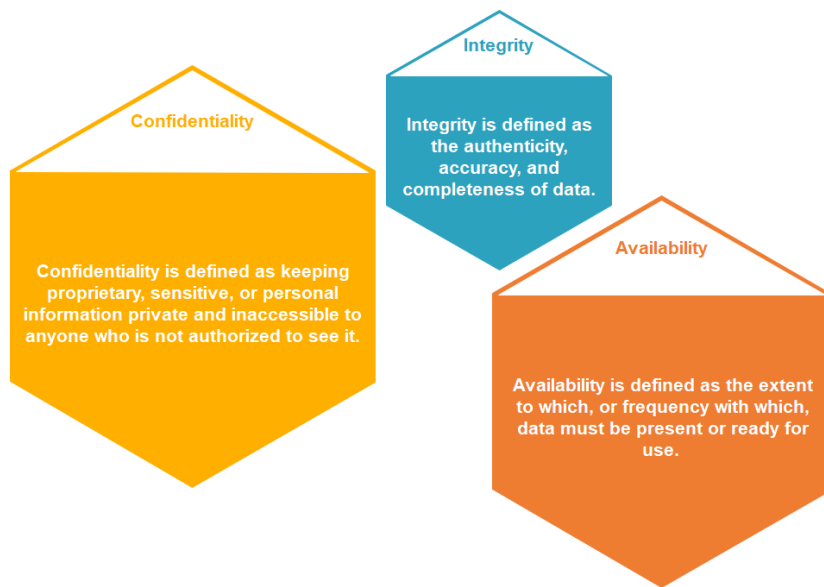 Confidentiality
Confidentiality is defined as keeping
proprietary, sensitive, or personal
information private and inaccessible to
anyone who is not authorized to see it.
Integrity
Integrity is defined as
the authenticity,
accuracy, and
completeness of data.
Availability
Availability is defined as the extent
to which, or frequency with which,
data must be present or ready for
use.